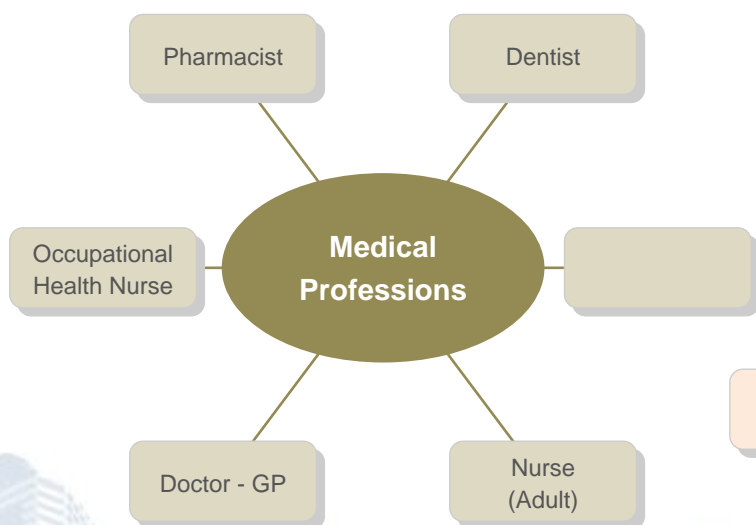 Pharmacist
Dentist
Occupational
Health Nurse
Medical
Professions
Doctor - GP
Nurse
(Adult)